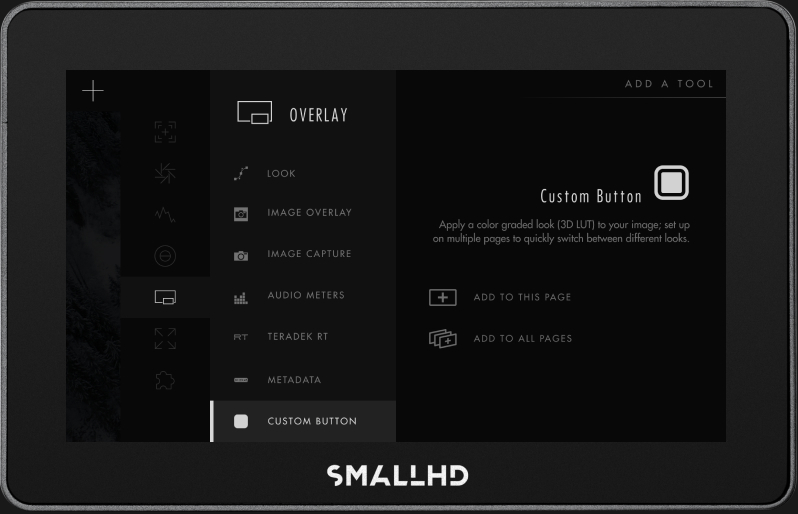 ADD A TOOL
OVERLAY
LOOK
IMAGE OVERLAY
IMAGE CAPTURE
AUDIO METERS
RT TERADEK RT
METADATA
CUSTOM BUTTON
Custom Button
Apply a color graded look (3D LUT) to your image; set up
on multiple pages to quickly switch between different looks.
ADD TO THIS PAGE
ADD TO ALL PAGES
SMALLHD